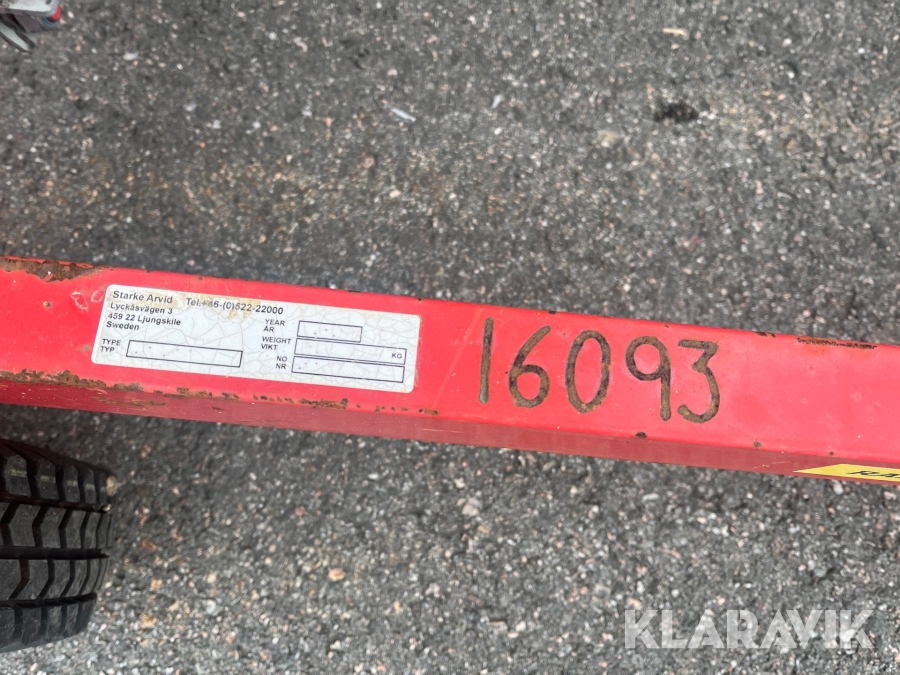 Starke Arvid Tel.+46-(0)522-22000
Lyckåsvägen 3
459 22 Ljungskile
Sweden
TYPE
TYP
YEAR
ÅR
WEIGHT
VIKT
KG
NO
NR
16093
KLARAVIK